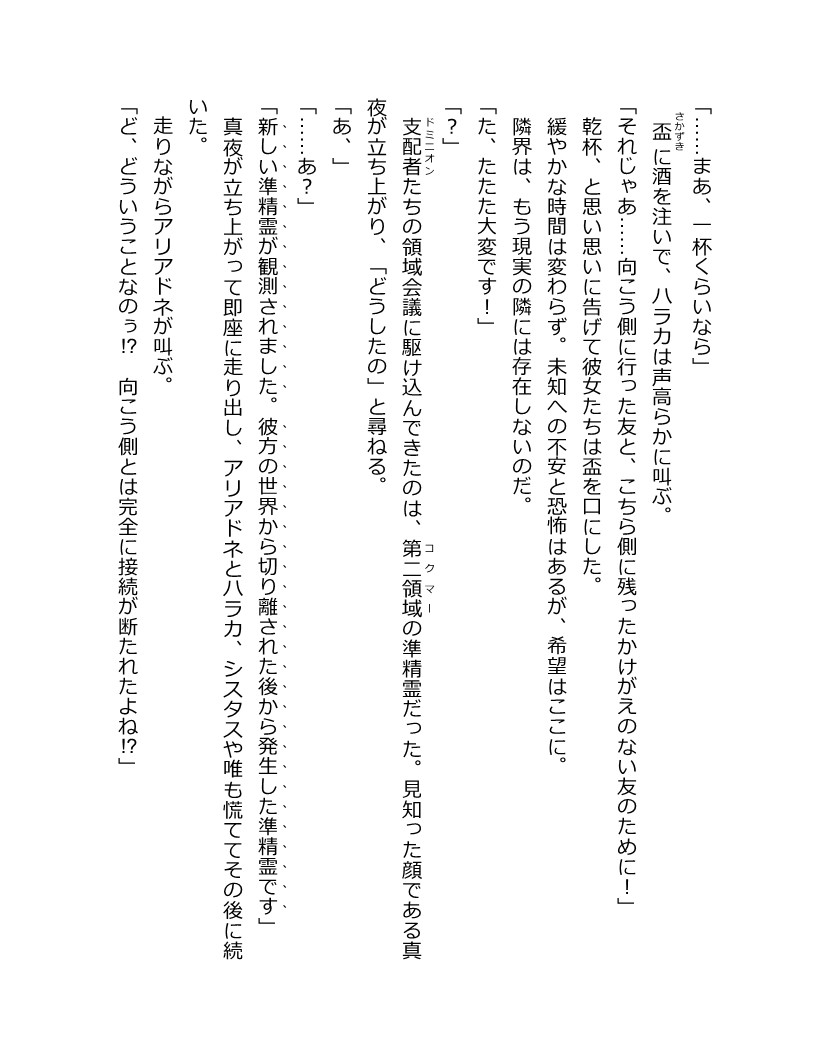 「……まあ、一杯くらいなら」
盃に酒を注いで、ハラカは声高らかに叫ぶ。
さかずき
「それじゃあ……向こう側に行った友と、こちら側に残ったかけがえのない友のために！」
乾杯、と思い思いに告げて彼女たちは盃を口にした。
緩やかな時間は変わらず。未知への不安と恐怖はあるが、希望はここに。
隣界は、もう現実の隣には存在しないのだ。
「た、たたた大変です！」
「？」
支配者たちの領域会議に駆け込んできたのは、第二領域の準精霊だった。見知った顔である真
ドミニオン
コクマー
夜が立ち上がり、「どうしたの」と尋ねる。
「あ、」
「……あ？」
「新しい準精霊が観測されました。彼方の世界から切り離された後から発生した準精霊です」
真夜が立ち上がって即座に走り出し、アリアドネとハラカ、シスタスや唯も慌ててその後に続
いた。
走りながらアリアドネが叫ぶ。
「ど、どういうことなのぅ!?　向こう側とは完全に接続が断たれたよね!?」